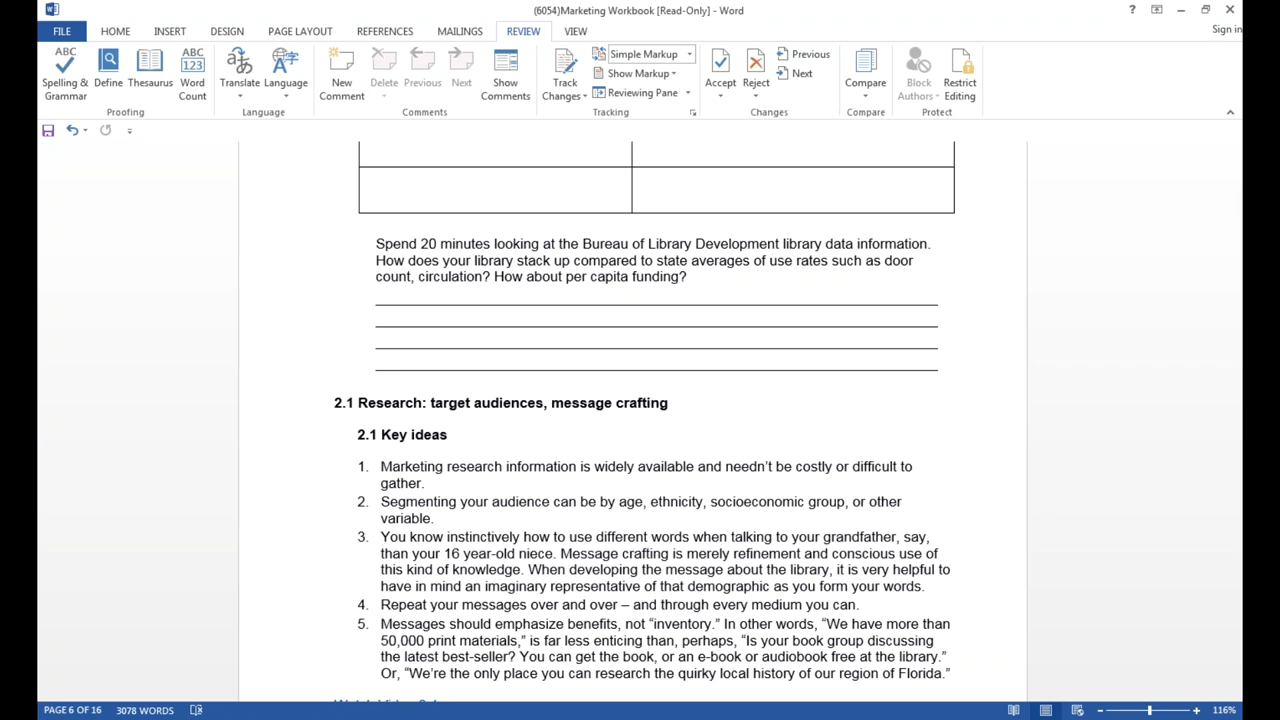 (6054)Marketing Workbook [Read-Only] - Word
?
FILE HOME INSERT DESIGN PAGE LAYOUT REFERENCES MAILINGS REVIEW VIEW Sign in
ABC Spelling & Grammar
Define
Thesaurus
ABC 123 Word Count
Translate
Language
New Comment
Delete
Previous
Next
Show Comments
Track Changes
Simple Markup
Show Markup
Reviewing Pane
Accept
Reject
Previous
Next
Compare
Block Authors
Restrict Editing
Proofing Language Comments Tracking Changes Compare Protect
Spend 20 minutes looking at the Bureau of Library Development library data information.
How does your library stack up compared to state averages of use rates such as door
count, circulation? How about per capita funding?
2.1 Research: target audiences, message crafting
2.1 Key ideas
1. Marketing research information is widely available and needn’t be costly or difficult to
gather.
2. Segmenting your audience can be by age, ethnicity, socioeconomic group, or other
variable.
3. You know instinctively how to use different words when talking to your grandfather, say,
than your 16 year-old niece. Message crafting is merely refinement and conscious use of
this kind of knowledge. When developing the message about the library, it is very helpful to
have in mind an imaginary representative of that demographic as you form your words.
4. Repeat your messages over and over – and through every medium you can.
5. Messages should emphasize benefits, not “inventory.” In other words, “We have more than
50,000 print materials,” is far less enticing than, perhaps, “Is your book group discussing
the latest best-seller? You can get the book, or an e-book or audiobook free at the library.”
Or, “We’re the only place you can research the quirky local history of our region of Florida.”
PAGE 6 OF 16 3078 WORDS 116%